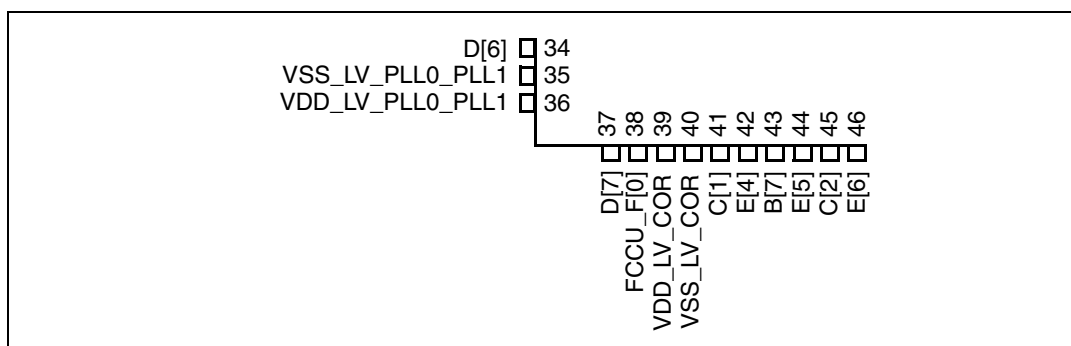 D[6] 34
VSS_LV_PLL0_PLL1 35
VDD_LV_PLL0_PLL1 36
37 38 39 40 41 42 43 44 45 46
D[7]
FCCU_F[0]
VDD_LV_COR
VSS_LV_COR
C[1]
E[4]
B[7]
E[5]
C[2]
E[6]